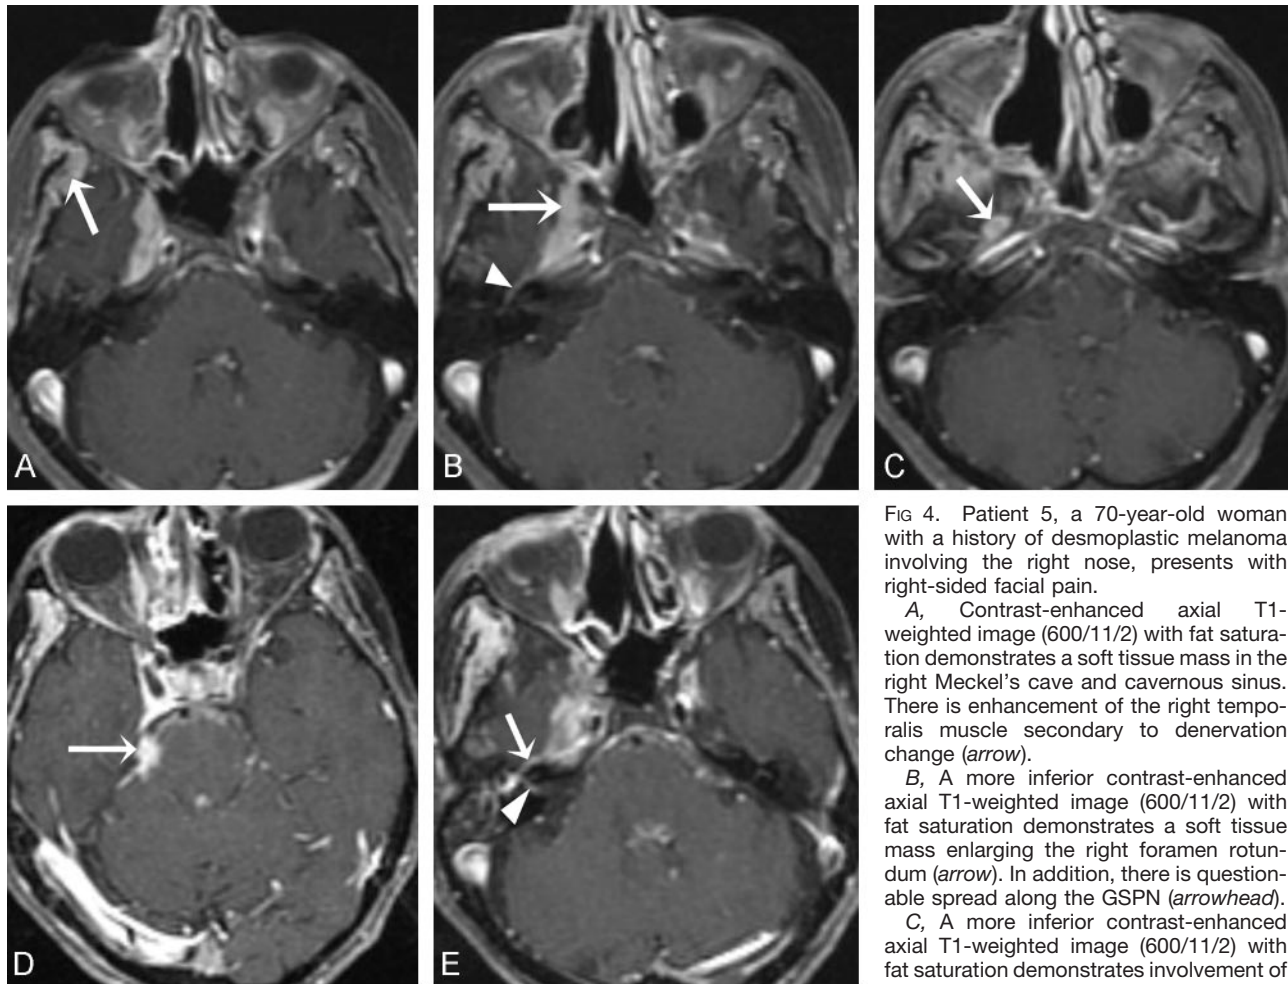 A
B
C
D
E
FIG 4. Patient 5, a 70-year-old woman
with a history of desmoplastic melanoma
involving the right nose, presents with
right-sided facial pain.
A, Contrast-enhanced axial T1-
weighted image (600/11/2) with fat satura-
tion demonstrates a soft tissue mass in the
right Meckel's cave and cavernous sinus.
There is enhancement of the right tempo-
ralis muscle secondary to denervation
change (arrow).
B, A more inferior contrast-enhanced
axial T1-weighted image (600/11/2) with
fat saturation demonstrates a soft tissue
mass enlarging the right foramen rotun-
dum (arrow). In addition, there is question-
able spread along the GSPN (arrowhead).
C, A more inferior contrast-enhanced
axial T1-weighted image (600/11/2) with
fat saturation demonstrates involvement of